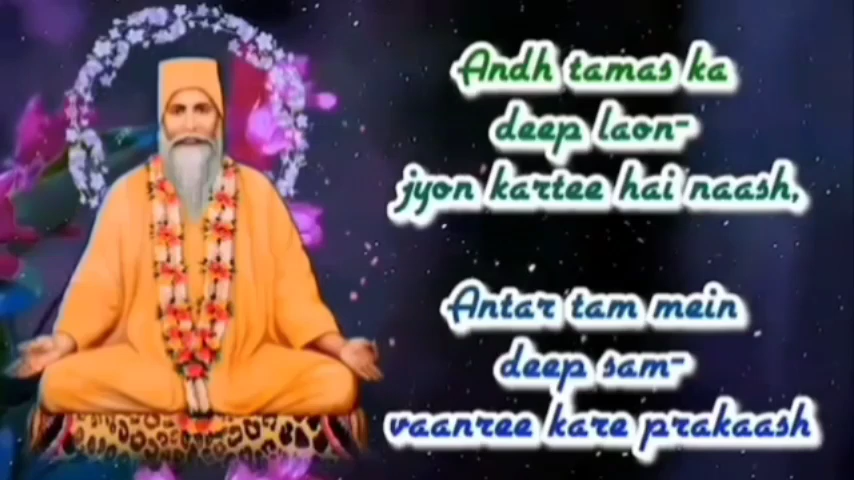 Andh tamas ka
deep laon-
jyon kartee hai naash,
Antar tam mein
deep sam-
vaanree kare prakaash